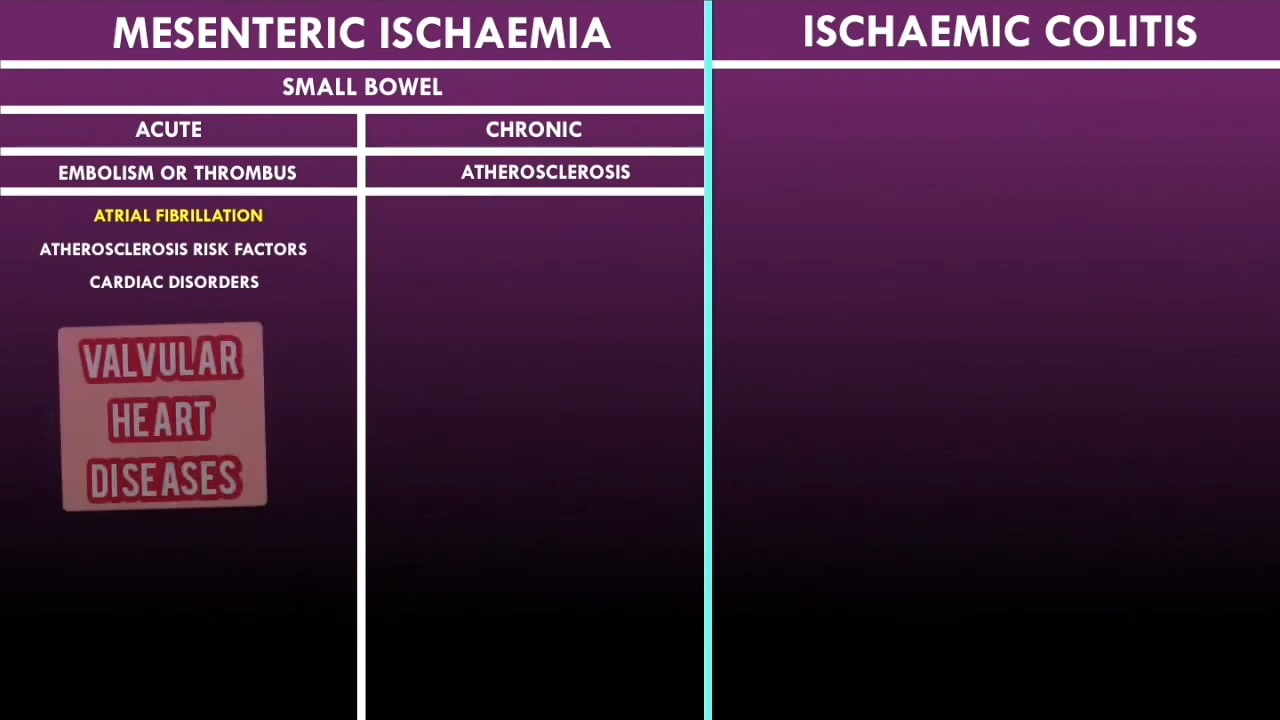 MESENTERIC ISCHAEMIA
ISCHAEMIC COLITIS
SMALL BOWEL
ACUTE
CHRONIC
EMBOLISM OR THROMBUS
ATHEROSCLEROSIS
ATRIAL FIBRILLATION
ATHEROSCLEROSIS RISK FACTORS
CARDIAC DISORDERS
VALVULAR
HEART
DISEASES